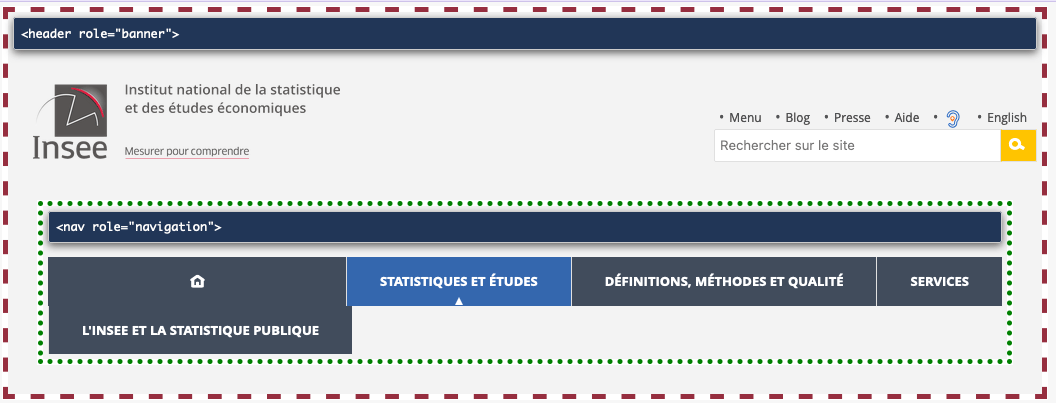 <header role="banner">
Institut national de la statistique
et des études économiques
Insee
Mesurer pour comprendre
• Menu • Blog • Presse • Aide • • English
Rechercher sur le site
<nav role="navigation">
STATISTIQUES ET ÉTUDES
DÉFINITIONS, MÉTHODES ET QUALITÉ
SERVICES
L'INSEE ET LA STATISTIQUE PUBLIQUE